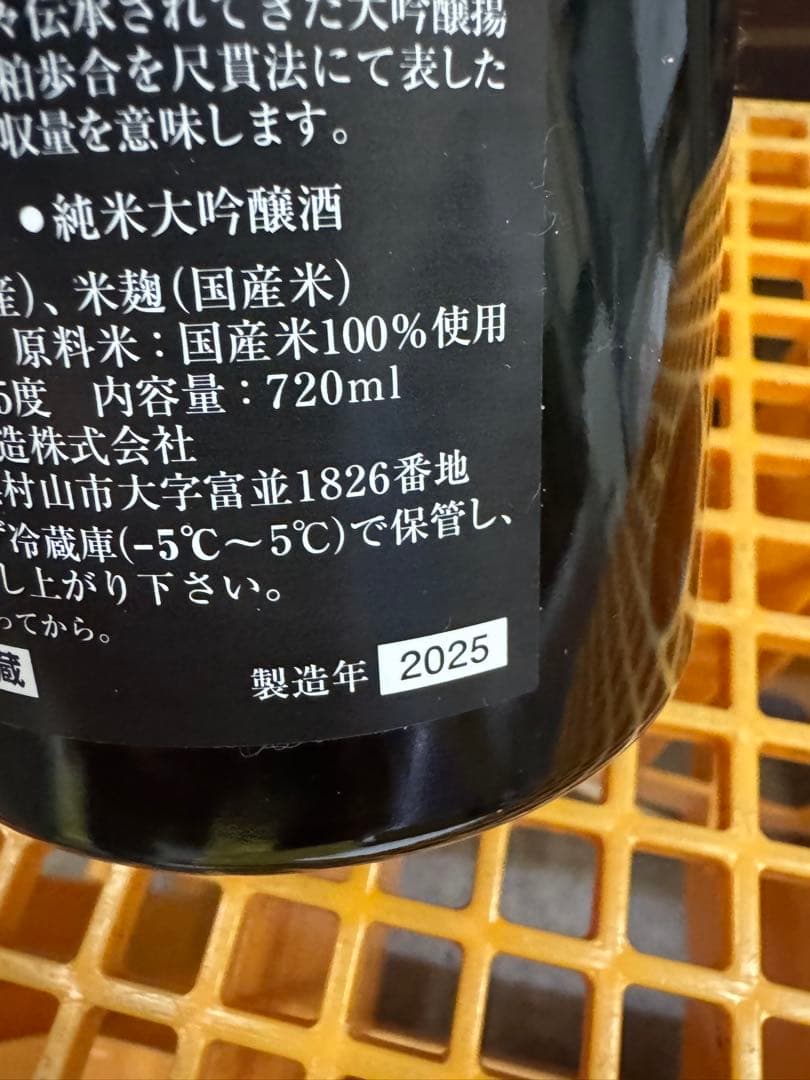 々伝承されてきた大吟醸揚
粕歩合を尺貫法にて表した
収量を意味します。
●純米大吟醸酒
産)、米麹(国産米)
原料米:国産米100%使用
5度 内容量:720ml
造株式会社
村山市大字富並1826番地
ず冷蔵庫(-5℃～5℃)で保管し、
し上がり下さい。
ってから。
蔵
製造年 2025